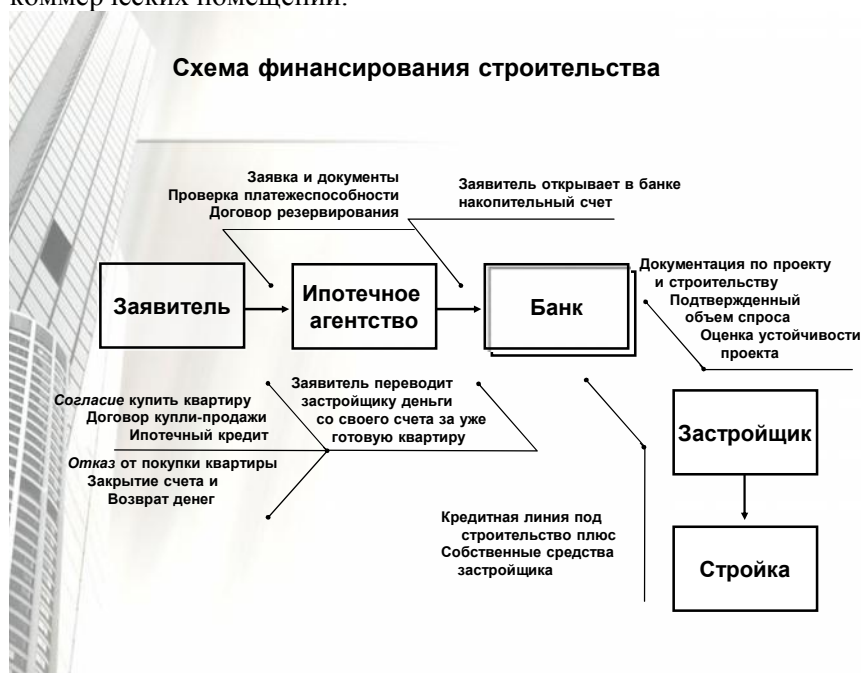 коммерческих помещений.
Схема финансирования строительства
Заявка и документы
Проверка платежеспособности
Договор резервирования
Заявитель открывает в банке
накопительный счет
Заявитель
Ипотечное
агентство
Банк
Документация по проекту
и строительству
Подтвержденный
объем спроса
Оценка устойчивости
проекта
Согласие купить квартиру
Договор купли-продажи
Ипотечный кредит
Заявитель переводит
застройщику деньги
со своего счета за уже
готовую квартиру
Отказ от покупки квартиры
Закрытие счета и
Возврат денег
Застройщик
Кредитная линия под
строительство плюс
Собственные средства
застройщика
Стройка